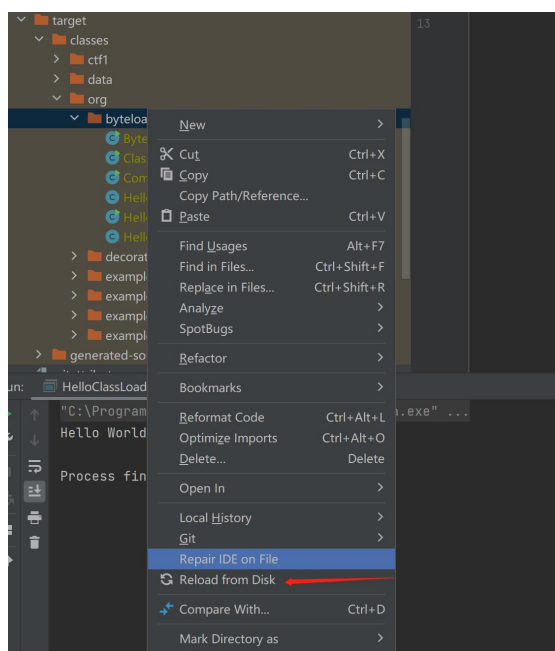 target
13
classes
ctf1
data
org
byteloa
Byte
Clas
Com
Hell
Hell
Hell
decorat
exampl
exampl
exampl
exampl
generated-so
New
Cut Ctrl+X
Copy Ctrl+C
Copy Path/Reference...
Paste Ctrl+V
Find Usages Alt+F7
Find in Files... Ctrl+Shift+F
Replace in Files... Ctrl+Shift+R
Analyze
SpotBugs
Refactor
Bookmarks
Reformat Code Ctrl+Alt+L
Optimize Imports Ctrl+Alt+O
Delete... Delete
Open In
Local History
Git
Repair IDE on File
Reload from Disk
Compare With... Ctrl+D
Mark Directory as
un: HelloClassLoad
"C:\Program a.exe" ...
Hello World
Process fin